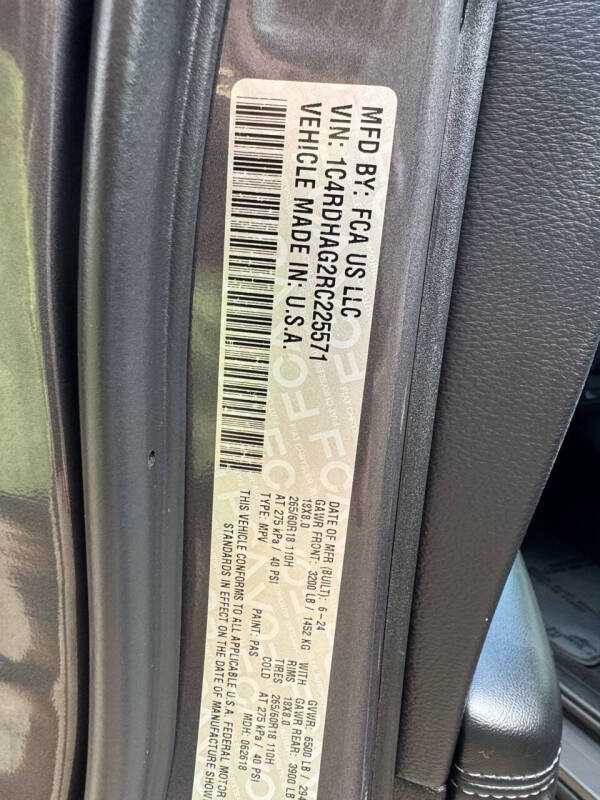 MFD BY: FCA US LLC
VIN: 1C4RDHAG2RC225571
VEHICLE MADE IN: U.S.A.
DATE OF MFR (BUILT): 6-24 GVWR: 6500 LB / 294
GAWR FRONT: 3200 LB / 1452 KG WITH GAWR REAR: 3900 LB
18X8.0 RIMS 18X8.0
265/60R18 110H TIRES 265/60R18 110H
AT 275 kPa / 40 PSI COLD AT 275 kPa / 40 PSI
TYPE: MPV PAINT: PAS MDH: 062618
THIS VEHICLE CONFORMS TO ALL APPLICABLE U.S.A. FEDERAL MOTOR
STANDARDS IN EFFECT ON THE DATE OF MANUFACTURE SHOW